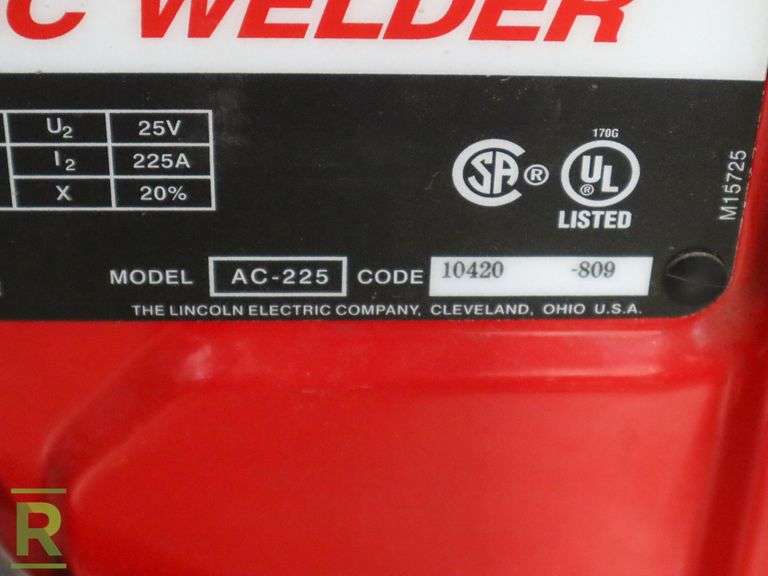 C WELDER
U2 25V
I2 225A
X 20%
170G
SA ®
UL ®
LISTED
M15725
MODEL AC-225 CODE 10420 -809
THE LINCOLN ELECTRIC COMPANY, CLEVELAND, OHIO U.S.A.
R